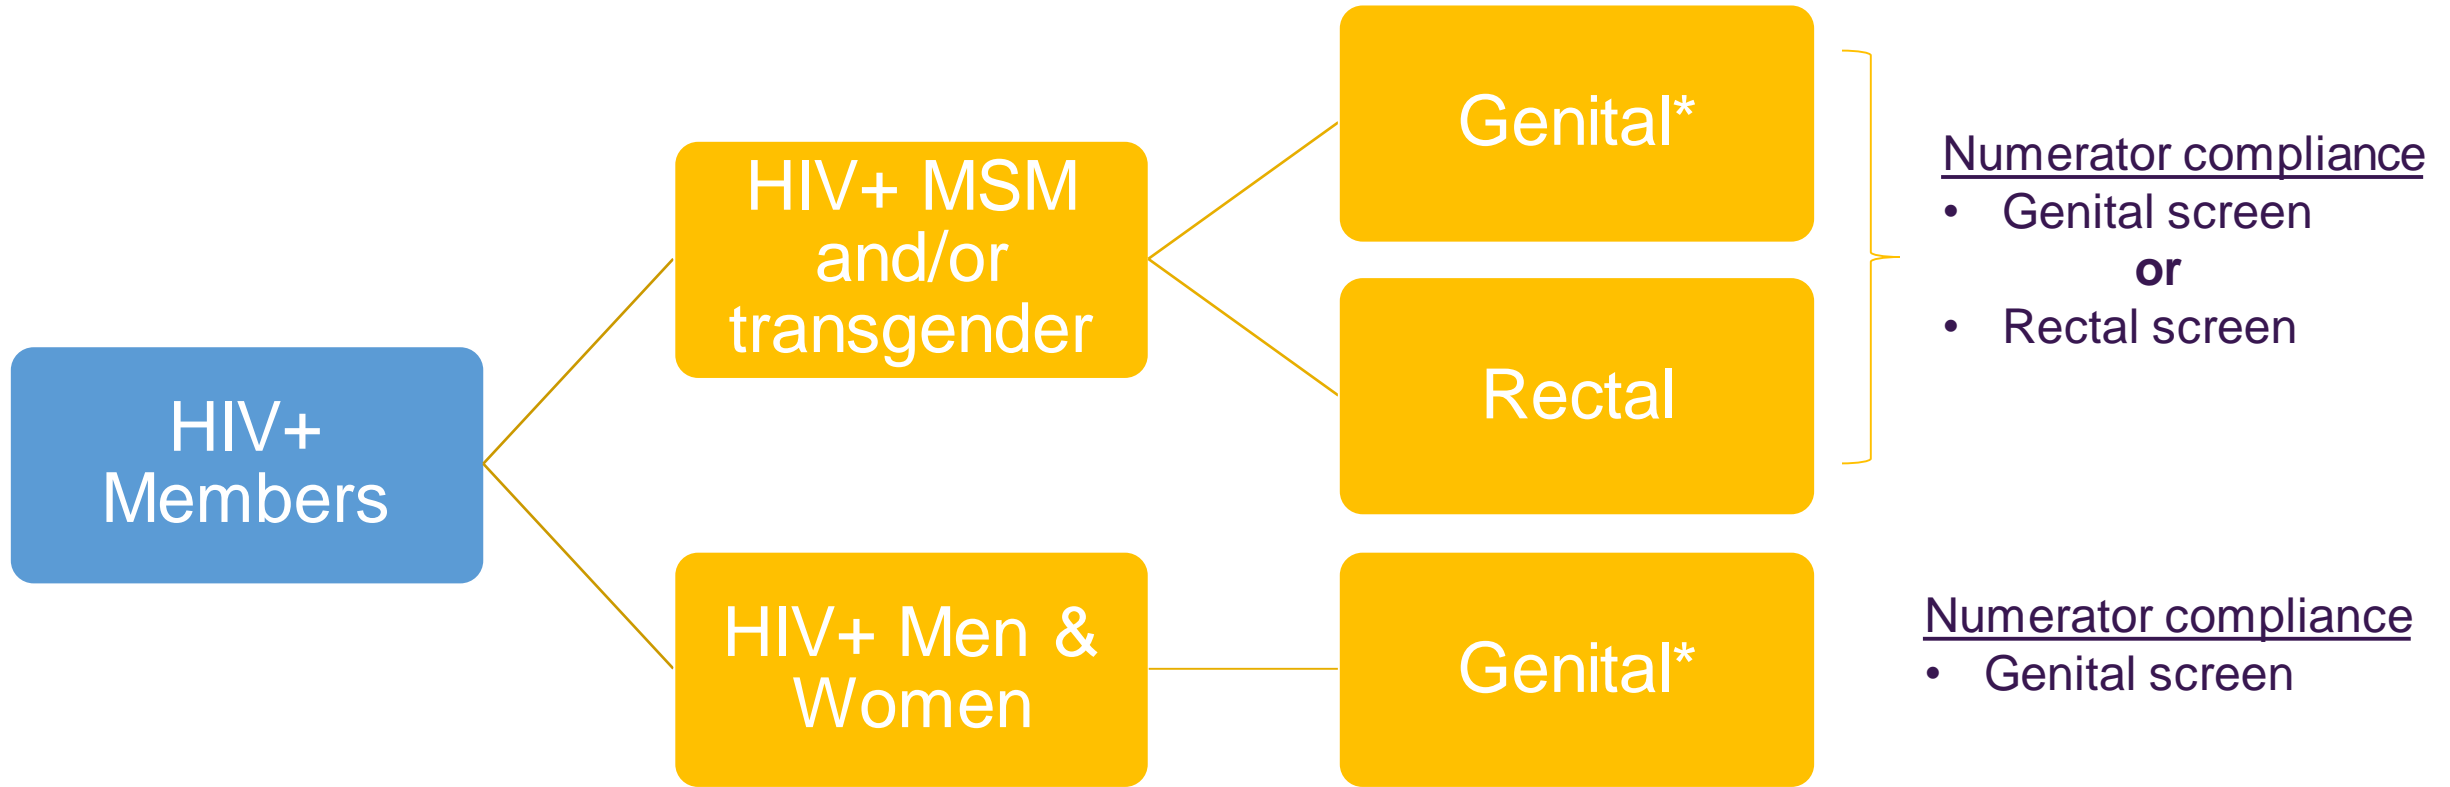 HIV+
Members
HIV+ MSM
and/or
transgender
HIV+ Men &
Women
Genital*
Rectal
Genital*
Numerator compliance
• Genital screen
or
• Rectal screen
Numerator compliance
• Genital screen